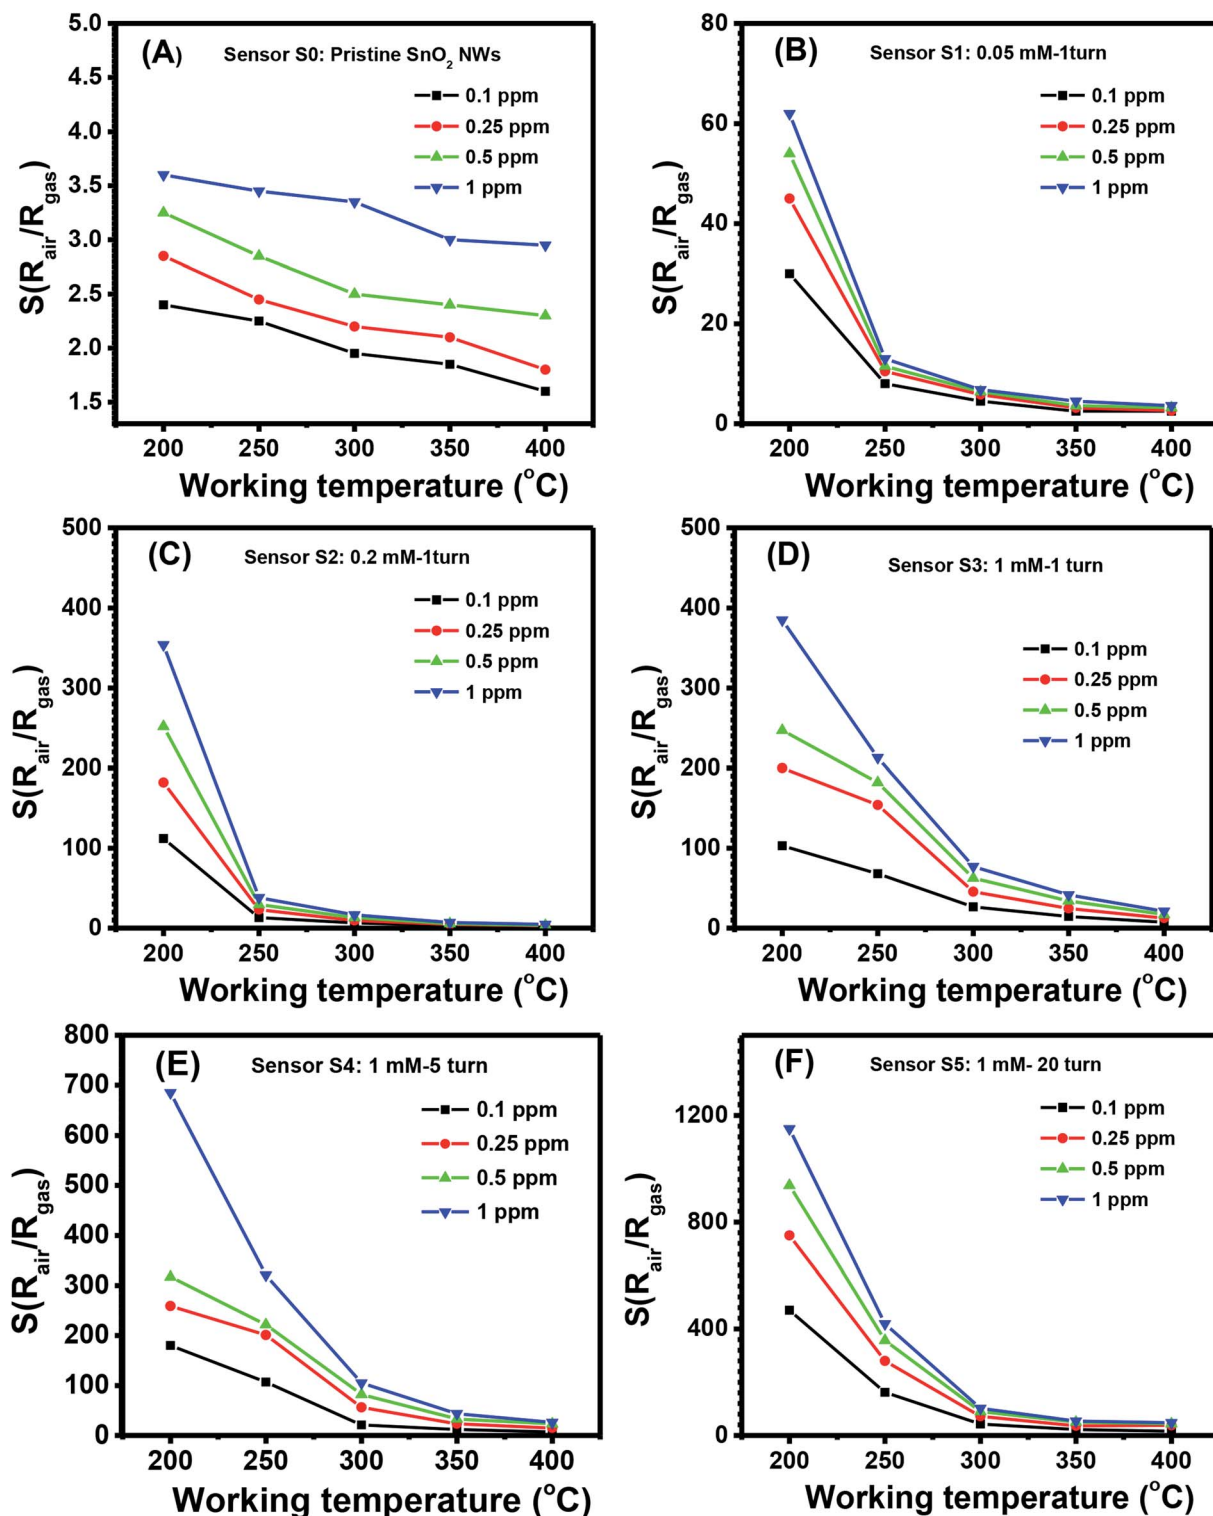 (A)
Sensor S0: Pristine SnO2 NWs
0.1 ppm
0.25 ppm
0.5 ppm
1 ppm
5.0
4.5
4.0
3.5
3.0
2.5
2.0
1.5
S(Rair/Rgas)
200 250 300 350 400
Working temperature (°C)
(B)
Sensor S1: 0.05 mM-1turn
0.1 ppm
0.25 ppm
0.5 ppm
1 ppm
80
60
40
20
0
S(Rair/Rgas)
200 250 300 350 400
Working temperature (°C)
(C)
Sensor S2: 0.2 mM-1turn
0.1 ppm
0.25 ppm
0.5 ppm
1 ppm
500
400
300
200
100
0
S(Rair/Rgas)
200 250 300 350 400
Working temperature (°C)
(D)
Sensor S3: 1 mM-1 turn
0.1 ppm
0.25 ppm
0.5 ppm
1 ppm
500
400
300
200
100
0
S(Rair/Rgas)
200 250 300 350 400
Working temperature (°C)
(E)
Sensor S4: 1 mM-5 turn
0.1 ppm
0.25 ppm
0.5 ppm
1 ppm
800
700
600
500
400
300
200
100
0
S(Rair/Rgas)
200 250 300 350 400
Working temperature (°C)
(F)
Sensor S5: 1 mM- 20 turn
0.1 ppm
0.25 ppm
0.5 ppm
1 ppm
1200
800
400
0
S(Rair/Rgas)
200 250 300 350 400
Working temperature (°C)